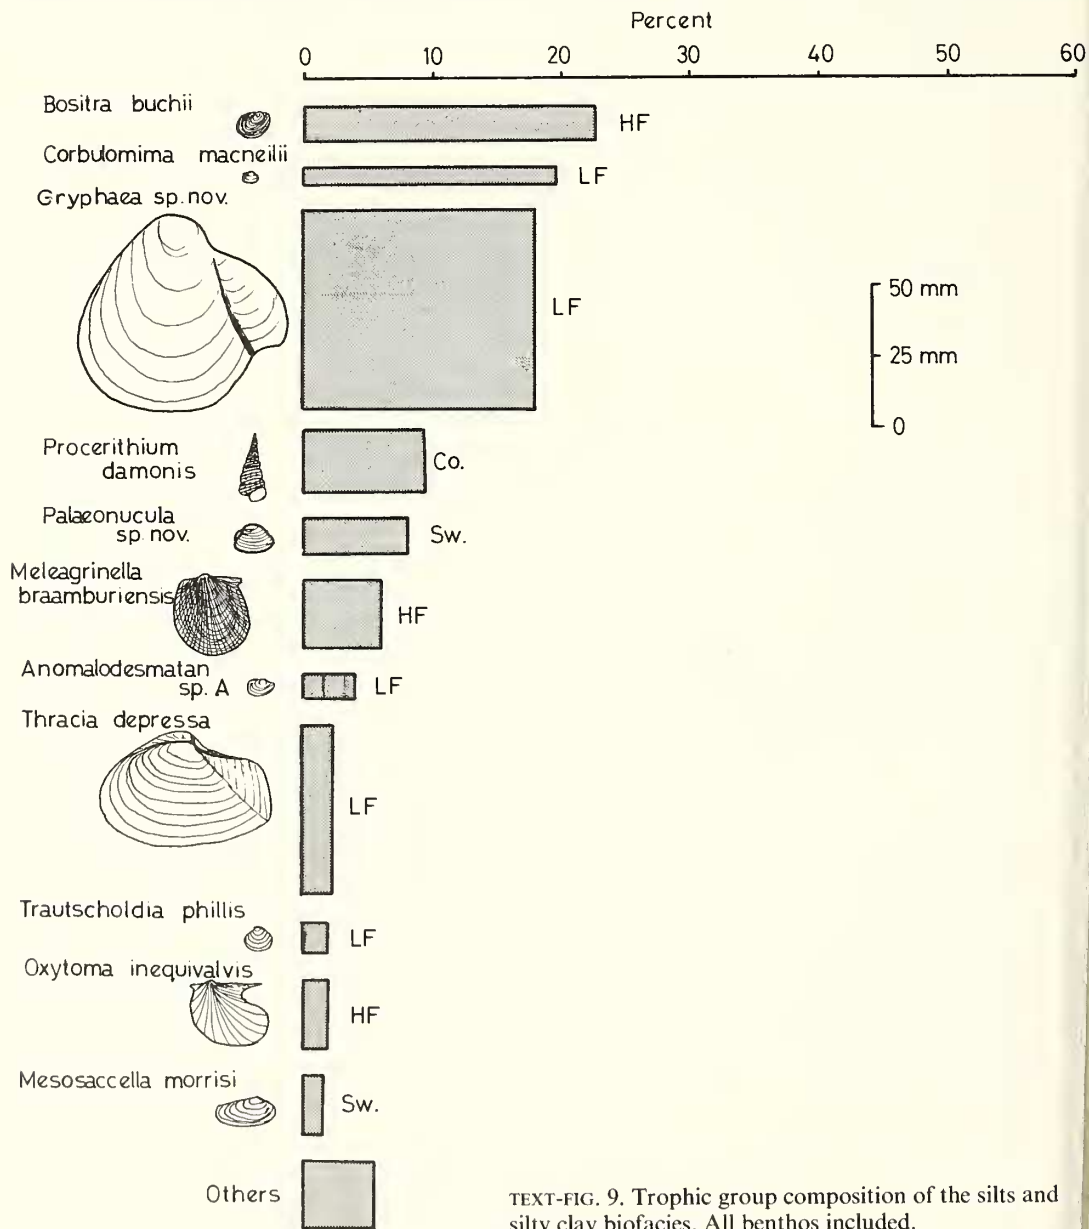 Percent
0 10 20 30 40 50 60
Bositra buchii
HF
Corbulomima macneilii
LF
Gryphaea sp. nov.
LF
50 mm
25 mm
0
Procerithium
damonis
Co.
Palaeonucula
sp. nov.
Sw.
Meleagrinella
braamburiensis
HF
Anomalodesmatan
sp. A
LF
Thracia depressa
LF
Trautscholdia phillis
LF
Oxytoma inequivalvis
HF
Mesosaccella morrisi
Sw.
Others
TEXT-FIG. 9. Trophic group composition of the silts and
silty clay biofacies. All benthos included.